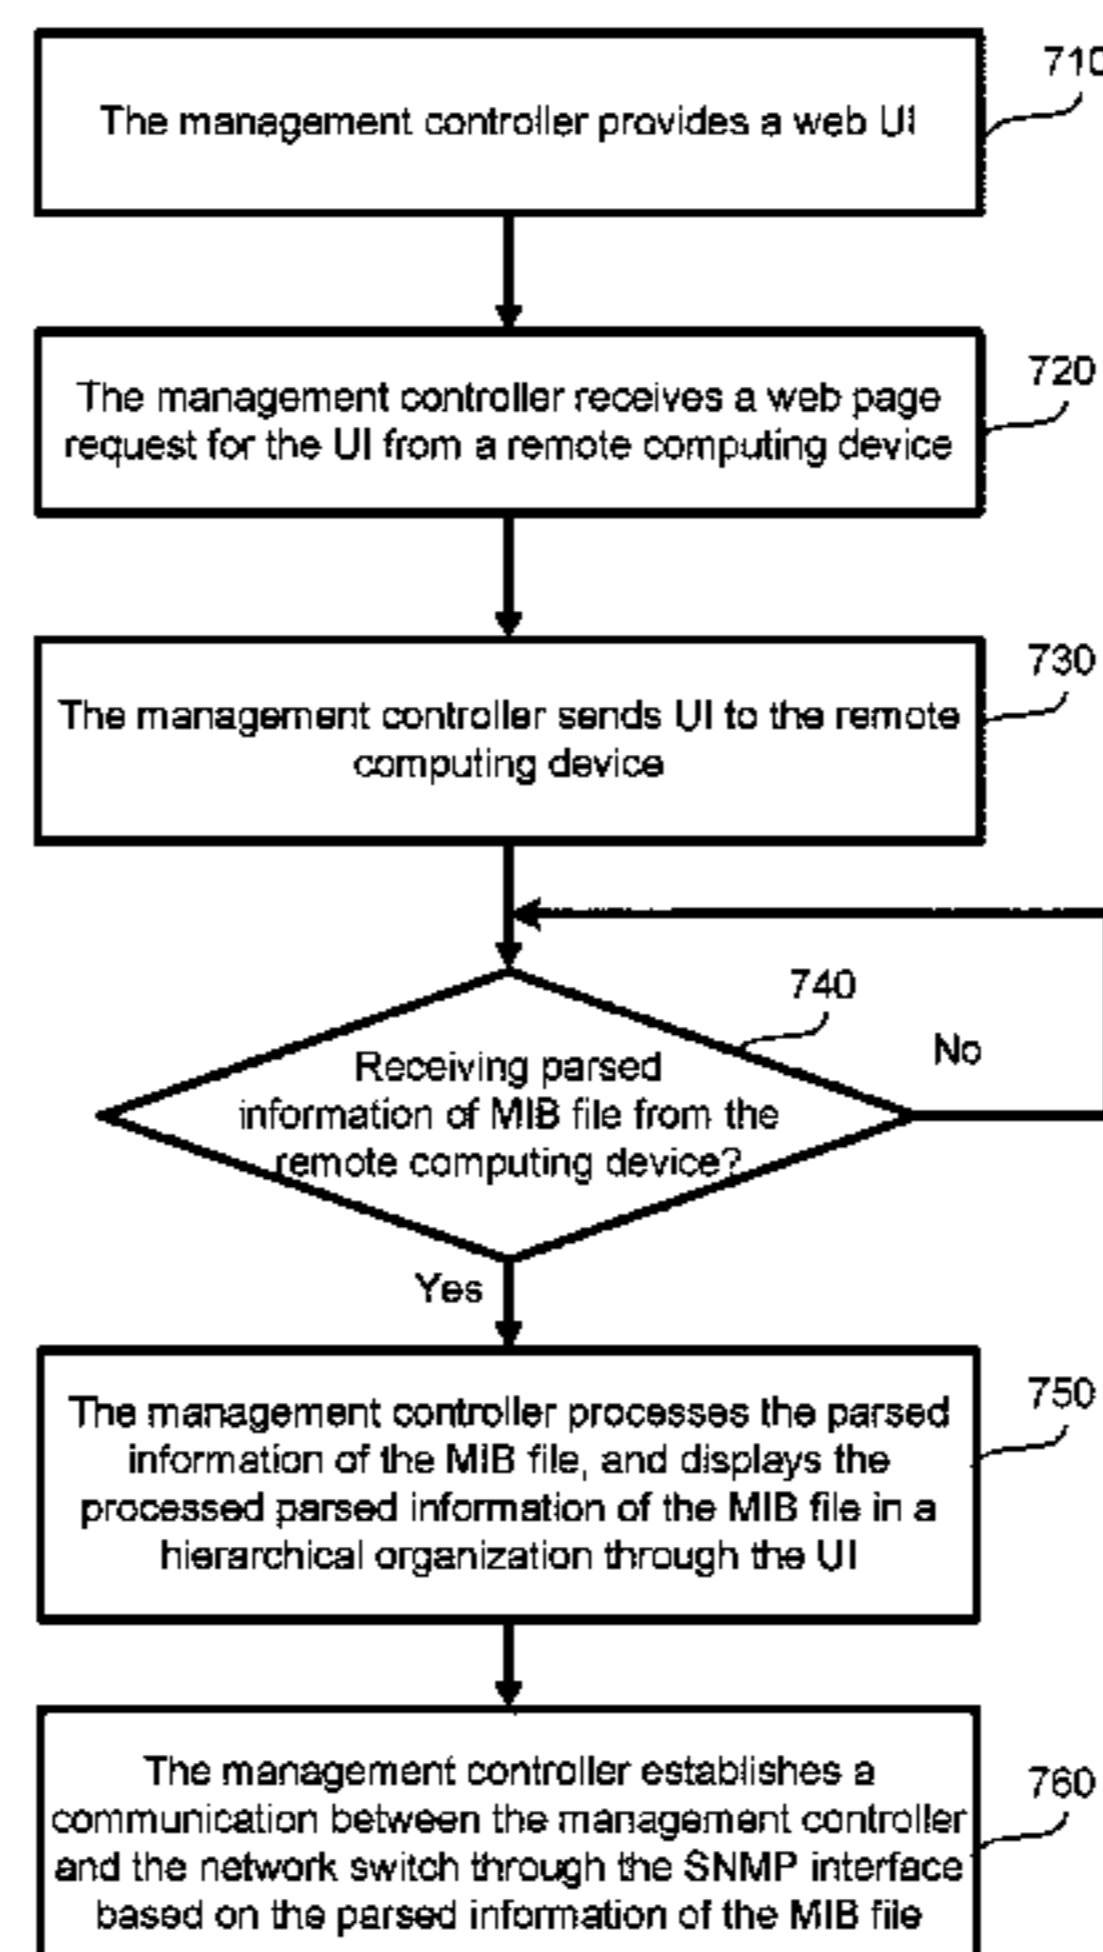 The management controller provides a web UI
710
The management controller receives a web page
request for the UI from a remote computing device
720
The management controller sends UI to the remote
computing device
730
740
Receiving parsed
information of MIB file from the
remote computing device?
No
Yes
The management controller processes the parsed
information of the MIB file, and displays the
processed parsed information of the MIB file in a
hierarchical organization through the UI
750
The management controller establishes a
communication between the management controller
and the network switch through the SNMP interface
based on the parsed information of the MIB file
760